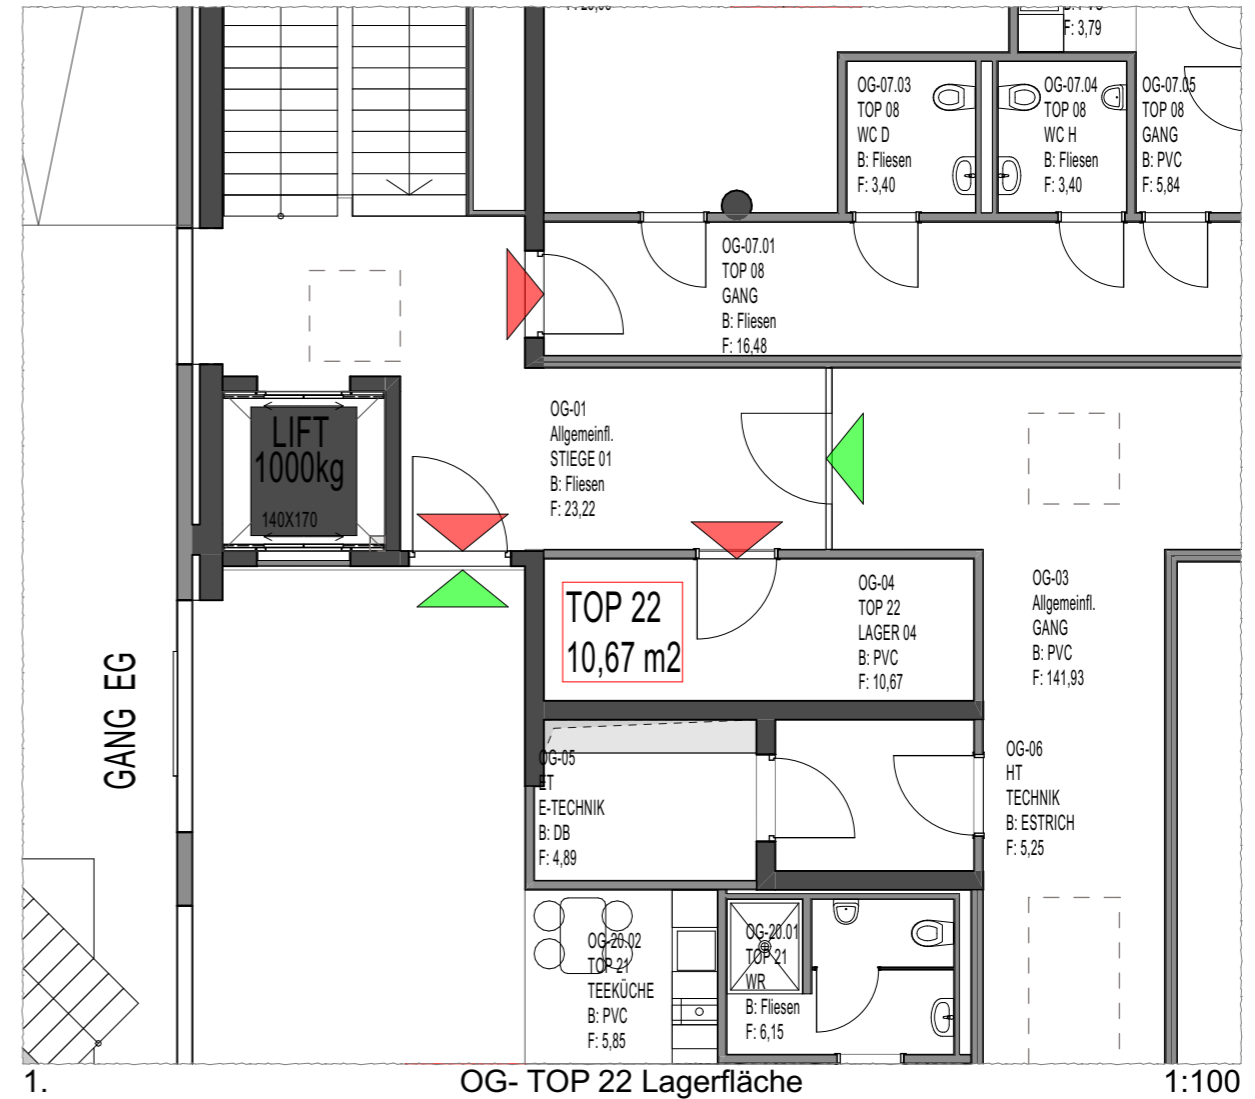 F: 3,79
OG-07.03
TOP 08
WC D
B: Fliesen
F: 3,40
OG-07.04
TOP 08
WC H
B: Fliesen
F: 3,40
OG-07.05
TOP 08
GANG
B: PVC
F: 5,84
OG-07.01
TOP 08
GANG
B: Fliesen
F: 16,48
LIFT
1000kg
140X170
OG-01
Allgemeinfl.
STIEGE 01
B: Fliesen
F: 23,22
TOP 22
10,67 m2
OG-04
TOP 22
LAGER 04
B: PVC
F: 10,67
OG-03
Allgemeinfl.
GANG
B: PVC
F: 141,93
GANG EG
OG-05
ET
E-TECHNIK
B: DB
F: 4,89
OG-06
HT
TECHNIK
B: ESTRICH
F: 5,25
OG-20.02
TOP 21
TEEKÜCHE
B: PVC
F: 5,85
OG-20.01
TOP 21
WR
B: Fliesen
F: 6,15
1.
OG- TOP 22 Lagerfläche
1:100